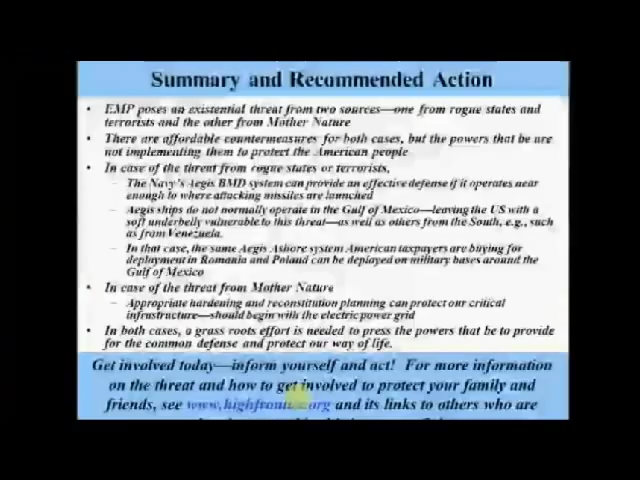 Summary and Recommended Action
• EMP poses an existential threat from two sources—one from rogue states and
terrorists and the other from Mother Nature
• There are affordable countermeasures for both cases, but the powers that be are
not implementing them to protect the American people
• In case of the threat from rogue states or terrorists,
– The Navy's Aegis BMD system can provide an effective defense if it operates near
enough to where attacking missiles are launched
– Aegis ships do not normally operate in the Gulf of Mexico—leaving the US with a
soft underbelly vulnerable to this threat—as well as others from the South, e.g., such
as from Venezuela.
– In that case, the same Aegis Ashore system American taxpayers are buying for
deployment in Romania and Poland can be deployed on military bases around the
Gulf of Mexico
• In case of the threat from Mother Nature
– Appropriate hardening and reconstitution planning can protect our critical
infrastructure—should begin with the electric power grid
• In both cases, a grass roots effort is needed to press the powers that be to provide
for the common defense and protect our way of life.
Get involved today—inform yourself and act! For more information
on the threat and how to get involved to protect your family and
friends, see and its links to others who are